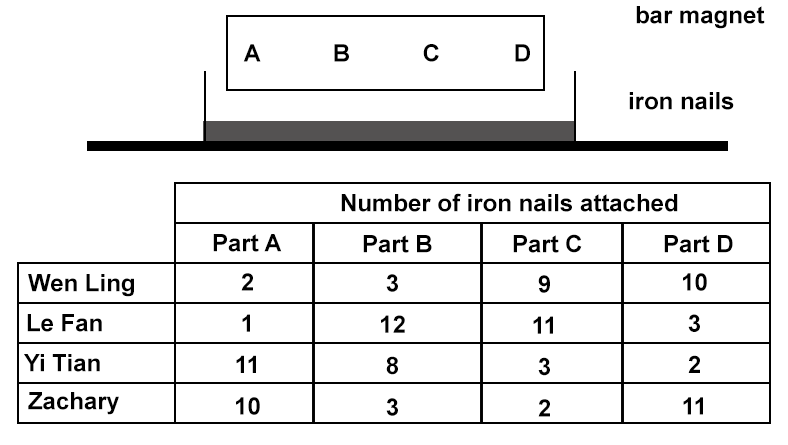 bar magnet
A B C D
iron nails
Number of iron nails attached
Part A Part B Part C Part D
Wen Ling 2 3 9 10
Le Fan 1 12 11 3
Yi Tian 11 8 3 2
Zachary 10 3 2 11